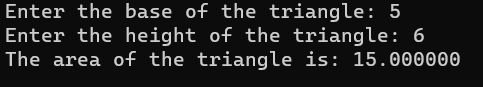 Enter the base of the triangle: 5
Enter the height of the triangle: 6
The area of the triangle is: 15.000000